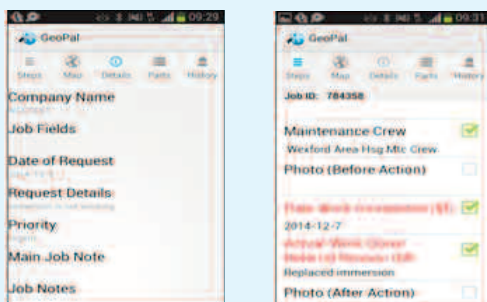 09:29
GeoPal
Steps Map Details Parts History
Company Name
Job Fields
Date of Request
Request Details
Priority
Main Job Note
Job Notes
09:31
GeoPal
Steps Map Details Parts History
Job ID: 784358
Maintenance Crew
Wexford Area Hsg Mtc Crew
Photo (Before Action)
2014-12-7
Replaced immersion
Photo (After Action)